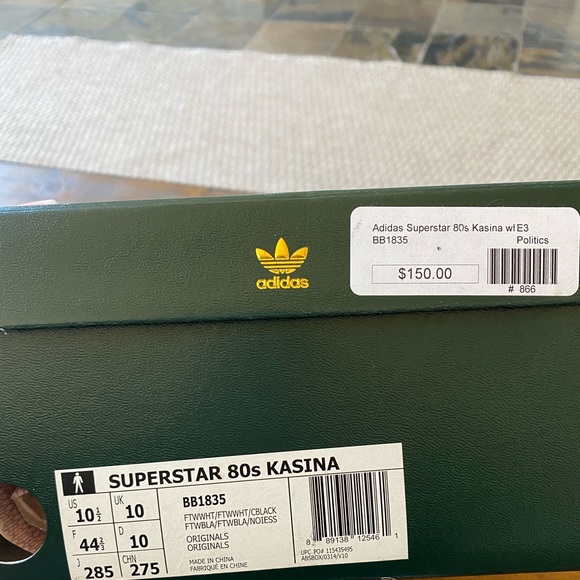 Adidas Superstar 80s Kasina wl E3
BB1835 Politics
$150.00
# 866
adidas
SUPERSTAR 80s KASINA
US 10½ UK 10
F 44⅔ D 10
J 285 CHN 275
BB1835
FTWWHT/FTWWHT/CBLACK
FTWBLA/FTWBLA/NOIESS
ORIGINALS
ORIGINALS
MADE IN CHINA
FABRIQUÉ EN CHINE
8 89138 12546 1
UPC. PO# 115435495
ABSBOX/0314/V10